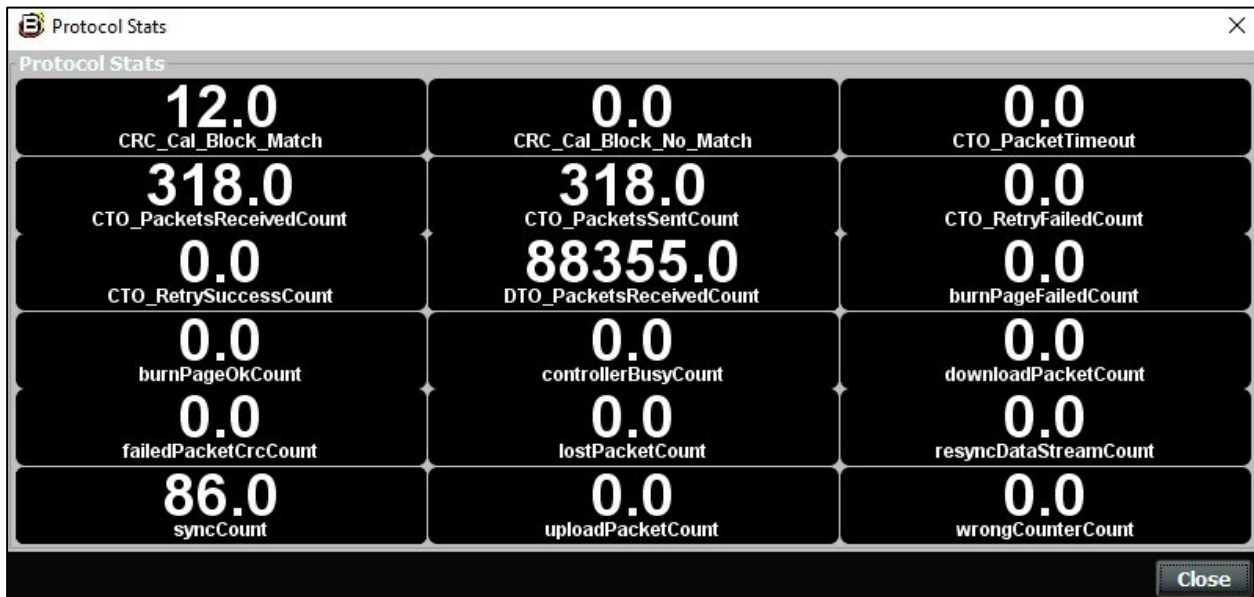 Protocol Stats
Protocol Stats
12.0 0.0 0.0
CRC_Cal_Block_Match CRC_Cal_Block_No_Match CTO_PacketTimeout
318.0 318.0 0.0
CTO_PacketsReceivedCount CTO_PacketsSentCount CTO_RetryFailedCount
0.0 88355.0 0.0
CTO_RetrySuccessCount DTO_PacketsReceivedCount burnPageFailedCount
0.0 0.0 0.0
burnPageOkCount controllerBusyCount downloadPacketCount
0.0 0.0 0.0
failedPacketCrcCount lostPacketCount resyncDataStreamCount
86.0 0.0 0.0
syncCount uploadPacketCount wrongCounterCount
Close